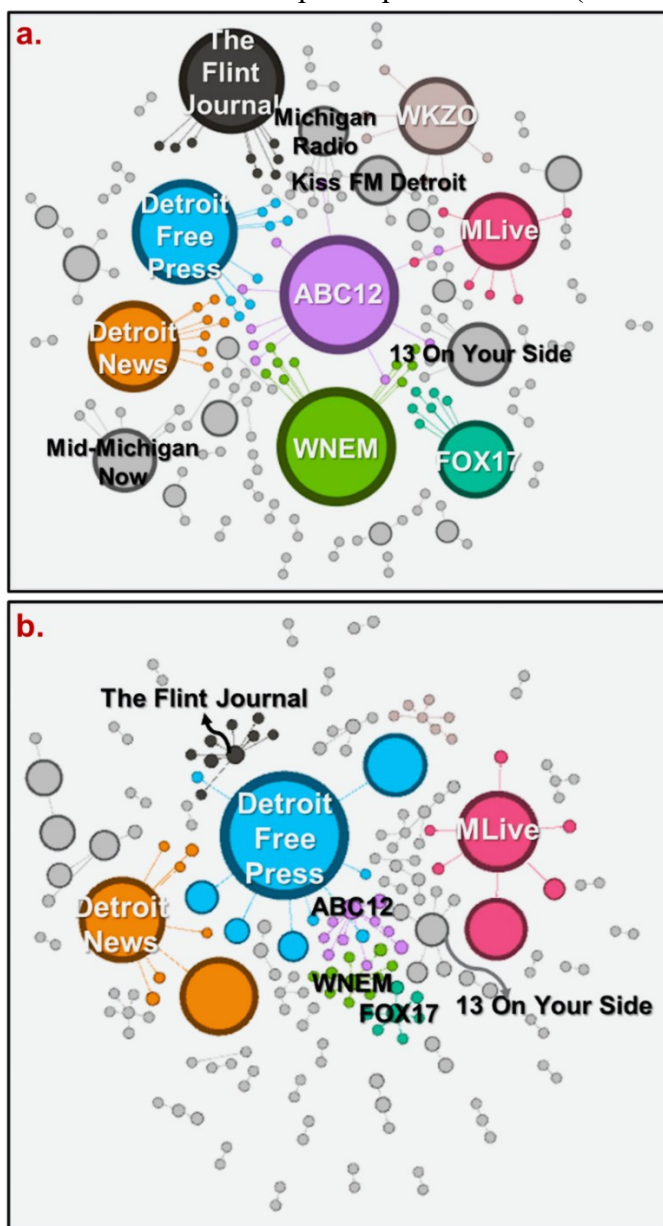 a.
The
Flint
Journal
Michigan
Radio
WKZO
Kiss FM Detroit
Detroit
Free
Press
MLive
ABC12
Detroit
News
13 On Your Side
WNEM
FOX17
Mid-Michigan
Now
b.
The Flint Journal
Detroit
Free
Press
MLive
Detroit
News
ABC12
WNEM
FOX17
13 On Your Side